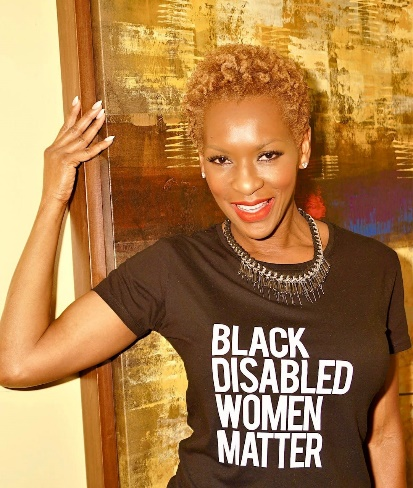 BLACK
DISABLED
WOMEN
MATTER